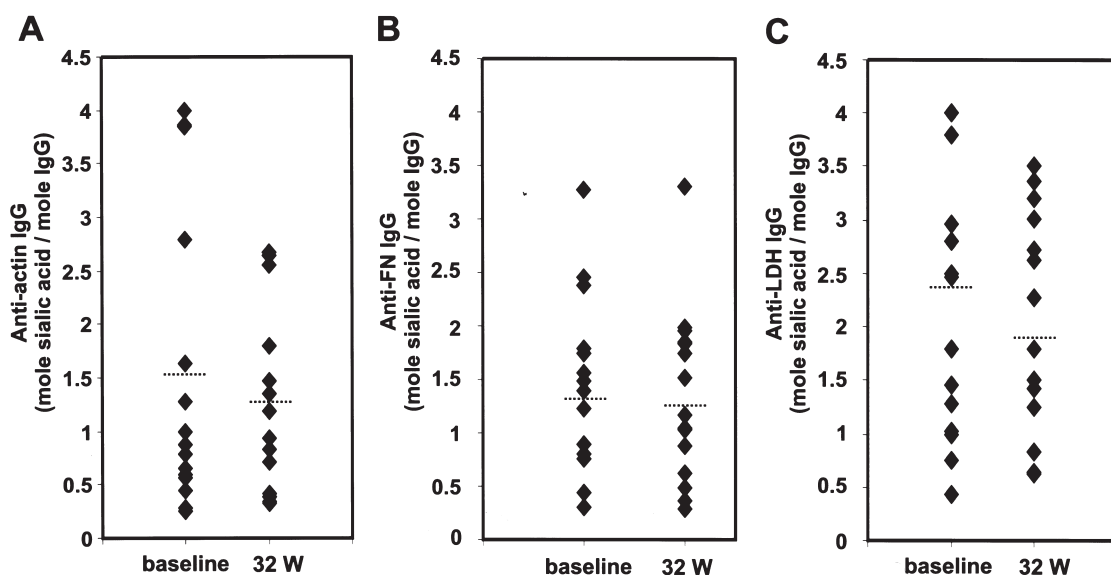 A
Anti-actin IgG
(mole sialic acid / mole IgG)
4.5
4
3.5
3
2.5
2
1.5
1
0.5
0
baseline 32 W
B
Anti-FN IgG
(mole sialic acid / mole IgG)
4.5
4
3.5
3
2.5
2
1.5
1
0.5
0
baseline 32 W
C
Anti-LDH IgG
(mole sialic acid / mole IgG)
4.5
4
3.5
3
2.5
2
1.5
1
0.5
0
baseline 32 W